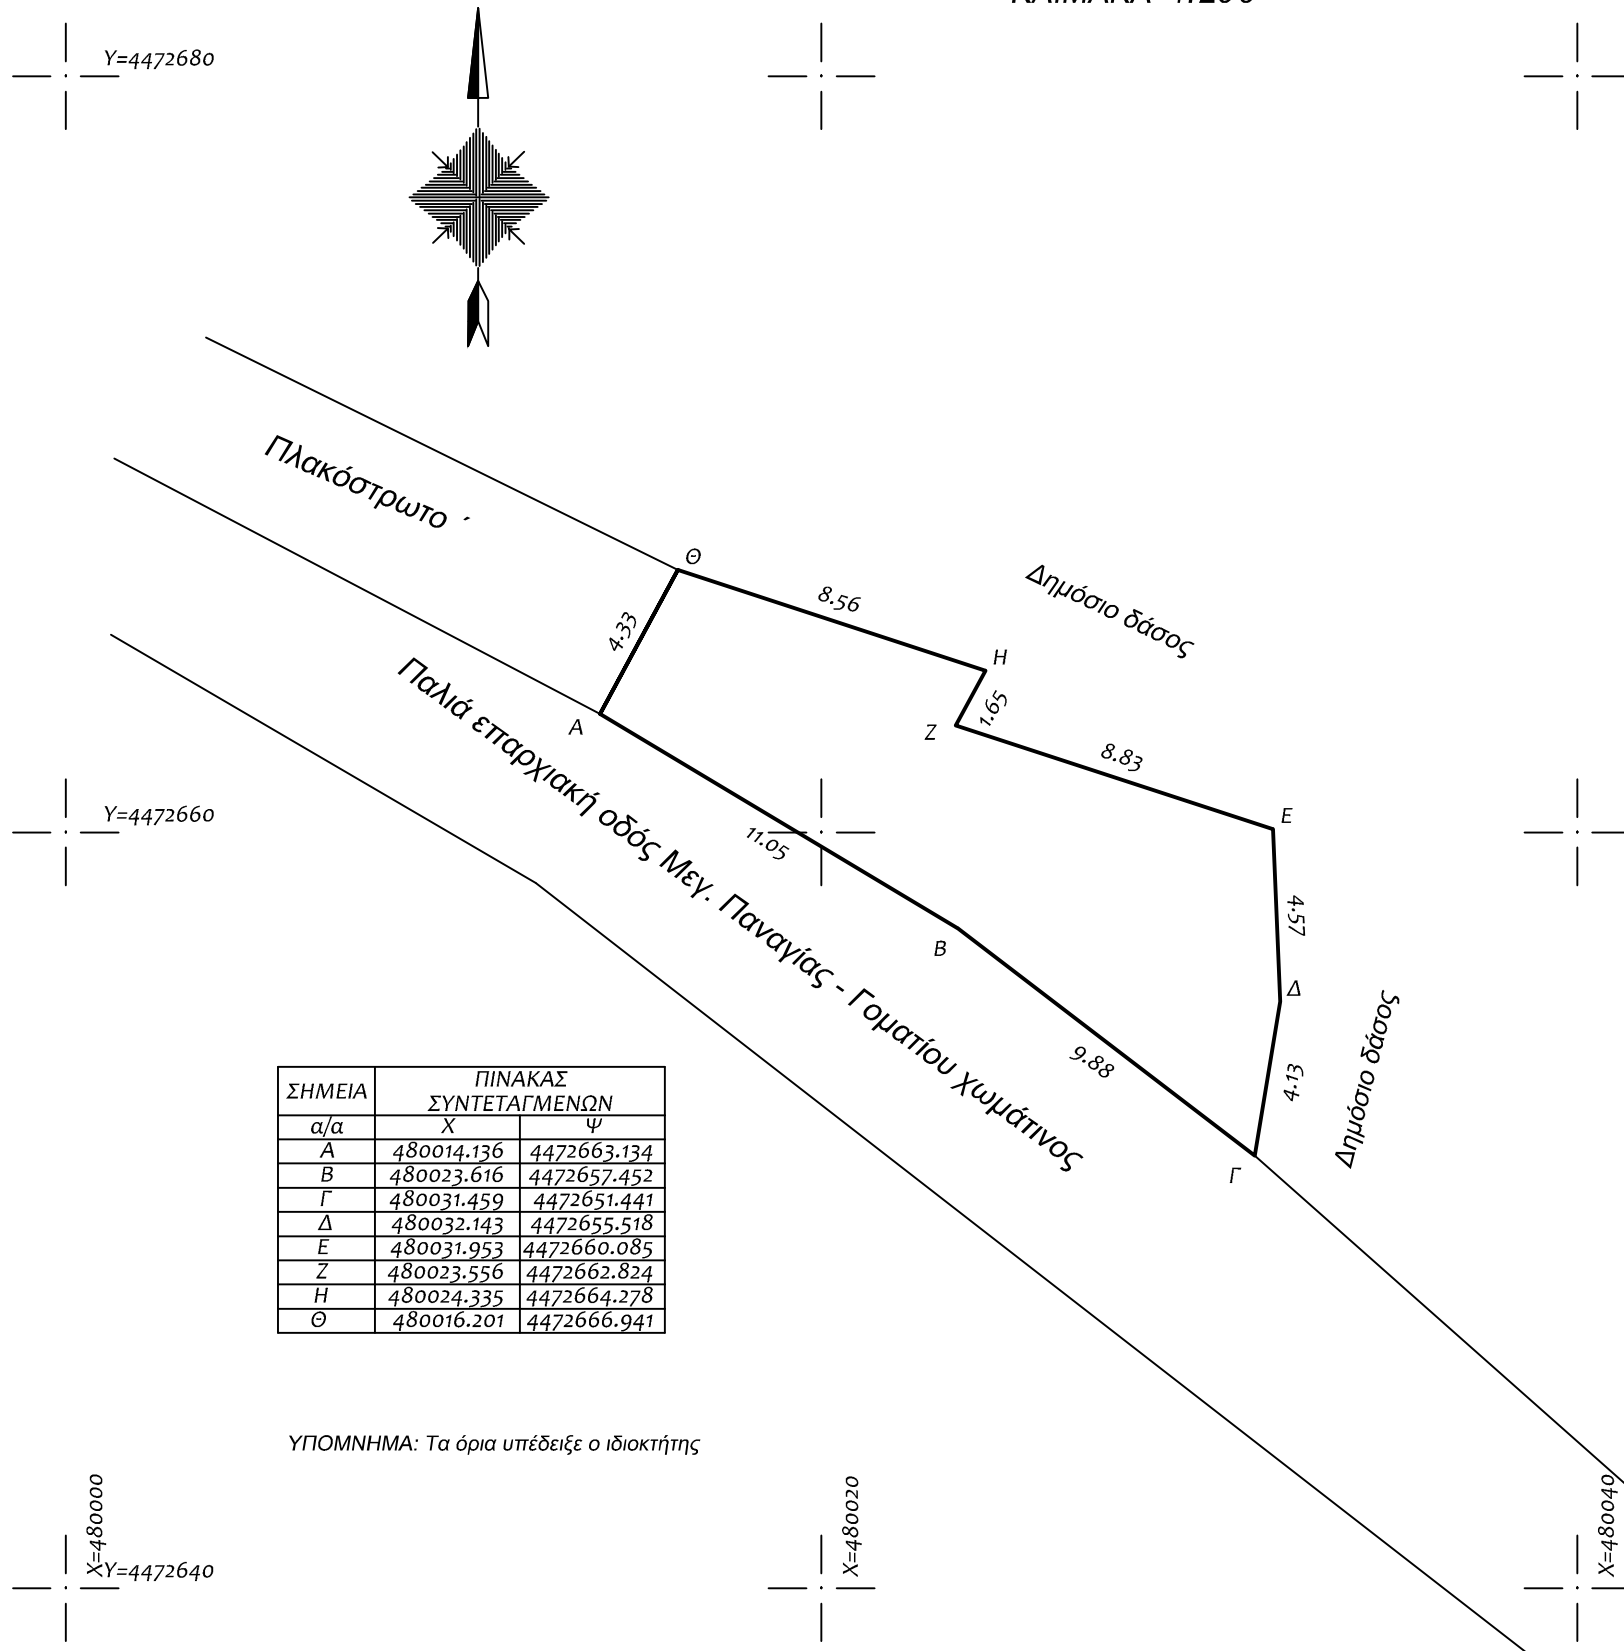 Y=4472680
Πλακόστρωτο
Θ
8.56
Δημόσιο δάσος
4.33
Η
1.65
Α
Ζ
8.83
Παλιά επαρχιακή οδός Μεγ. Παναγίας - Γοματίου χωμάτινος
Y=4472660
11.05
Ε
4.57
Β
Δ
9.88
4.13
Δημόσιο δάσος
Γ
ΣΗΜΕΙΑ ΠΙΝΑΚΑΣ
ΣΥΝΤΕΤΑΓΜΕΝΩΝ
α/α Χ Ψ
Α 480014.136 4472663.134
Β 480023.616 4472657.452
Γ 480031.459 4472651.441
Δ 480032.143 4472655.518
Ε 480031.953 4472660.085
Ζ 480023.556 4472662.824
Η 480024.335 4472664.278
Θ 480016.201 4472666.941
ΥΠΟΜΝΗΜΑ: Τα όρια υπέδειξε ο ιδιοκτήτης
X=480000
X=480020
X=480040
Y=4472640